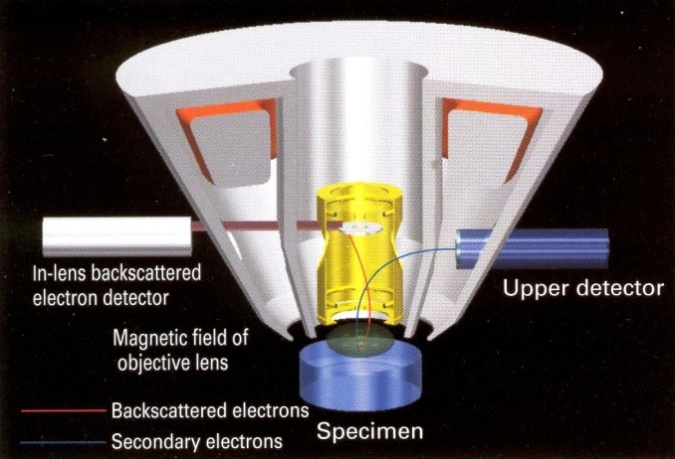 In-lens backscattered
electron detector
Upper detector
Magnetic field of
objective lens
Backscattered electrons
Secondary electrons
Specimen